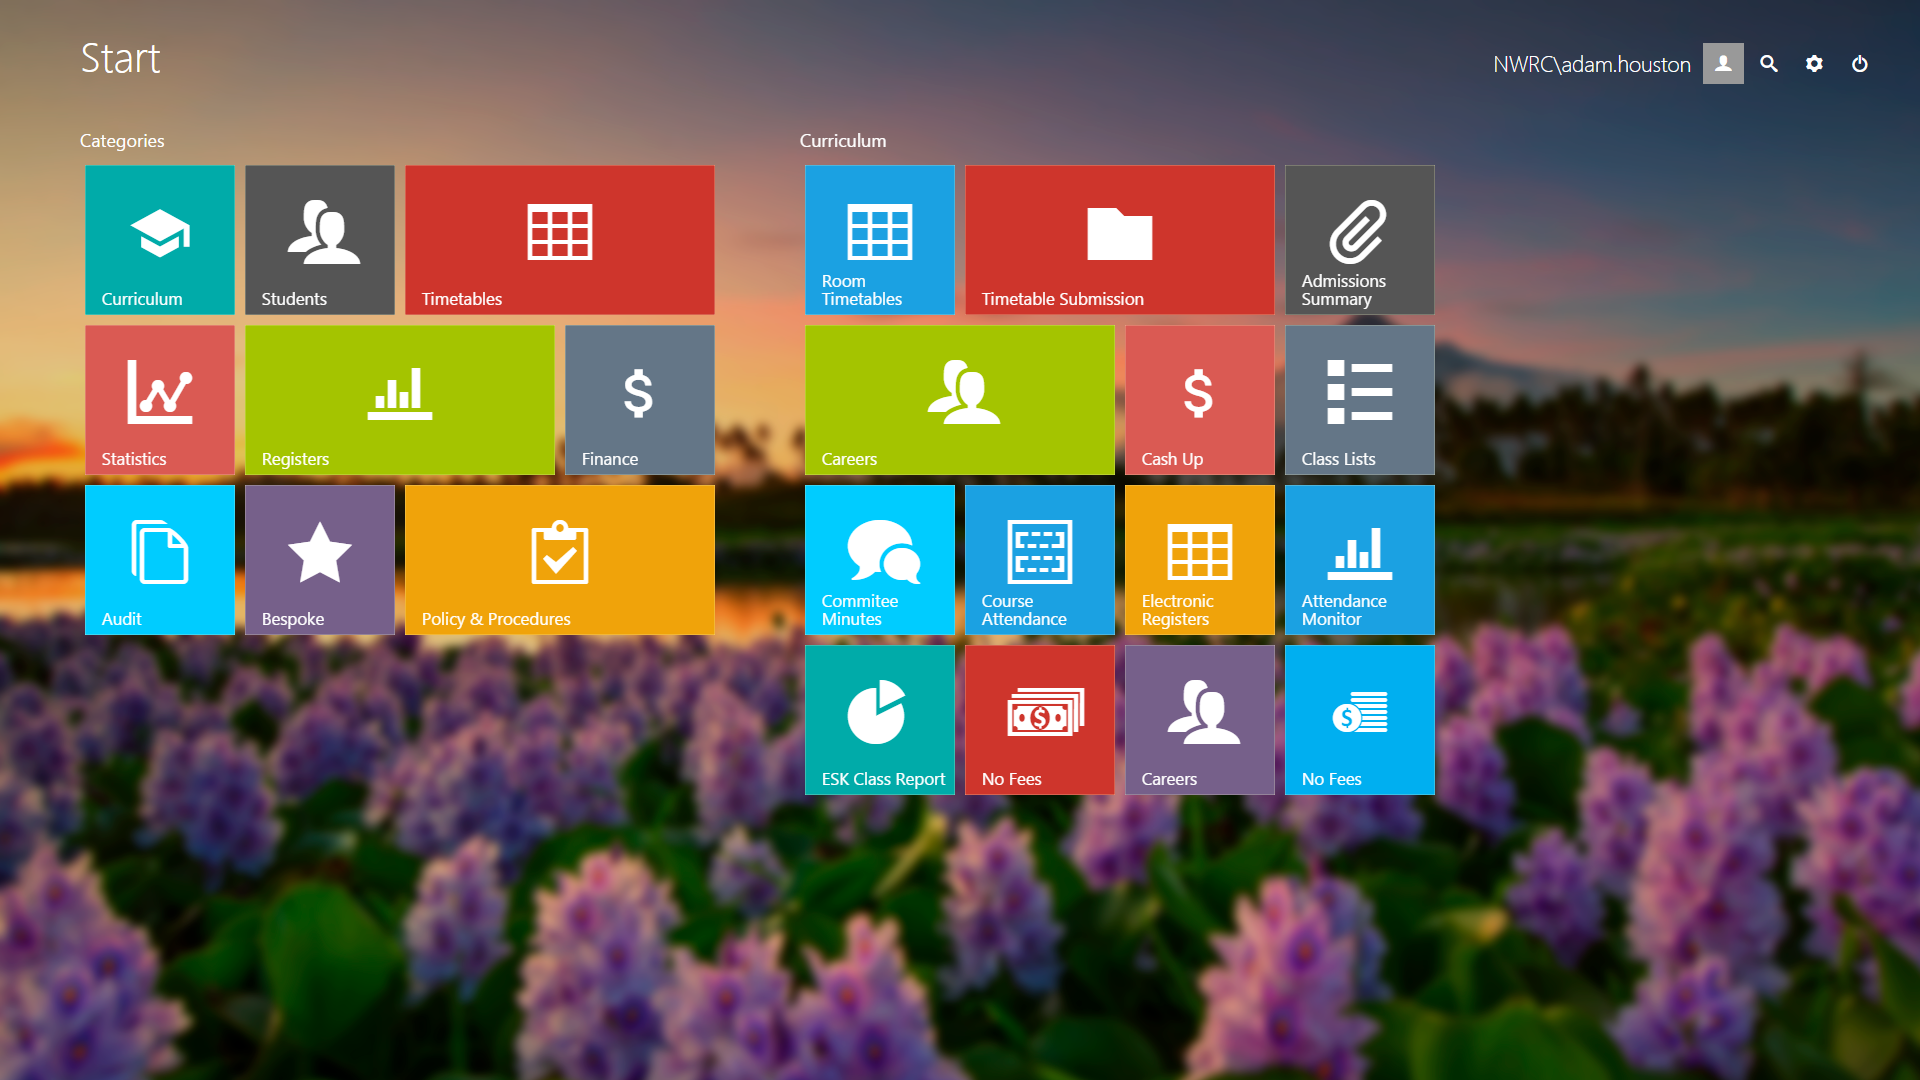 Start
NWRC\adam.houston
Categories
Curriculum
Students
Timetables
Statistics
Registers
Finance
Audit
Bespoke
Policy & Procedures
Curriculum
Room
Timetables
Timetable Submission
Admissions
Summary
Careers
Cash Up
Class Lists
Commitee
Minutes
Course
Attendance
Electronic
Registers
Attendance
Monitor
ESK Class Report
No Fees
Careers
No Fees